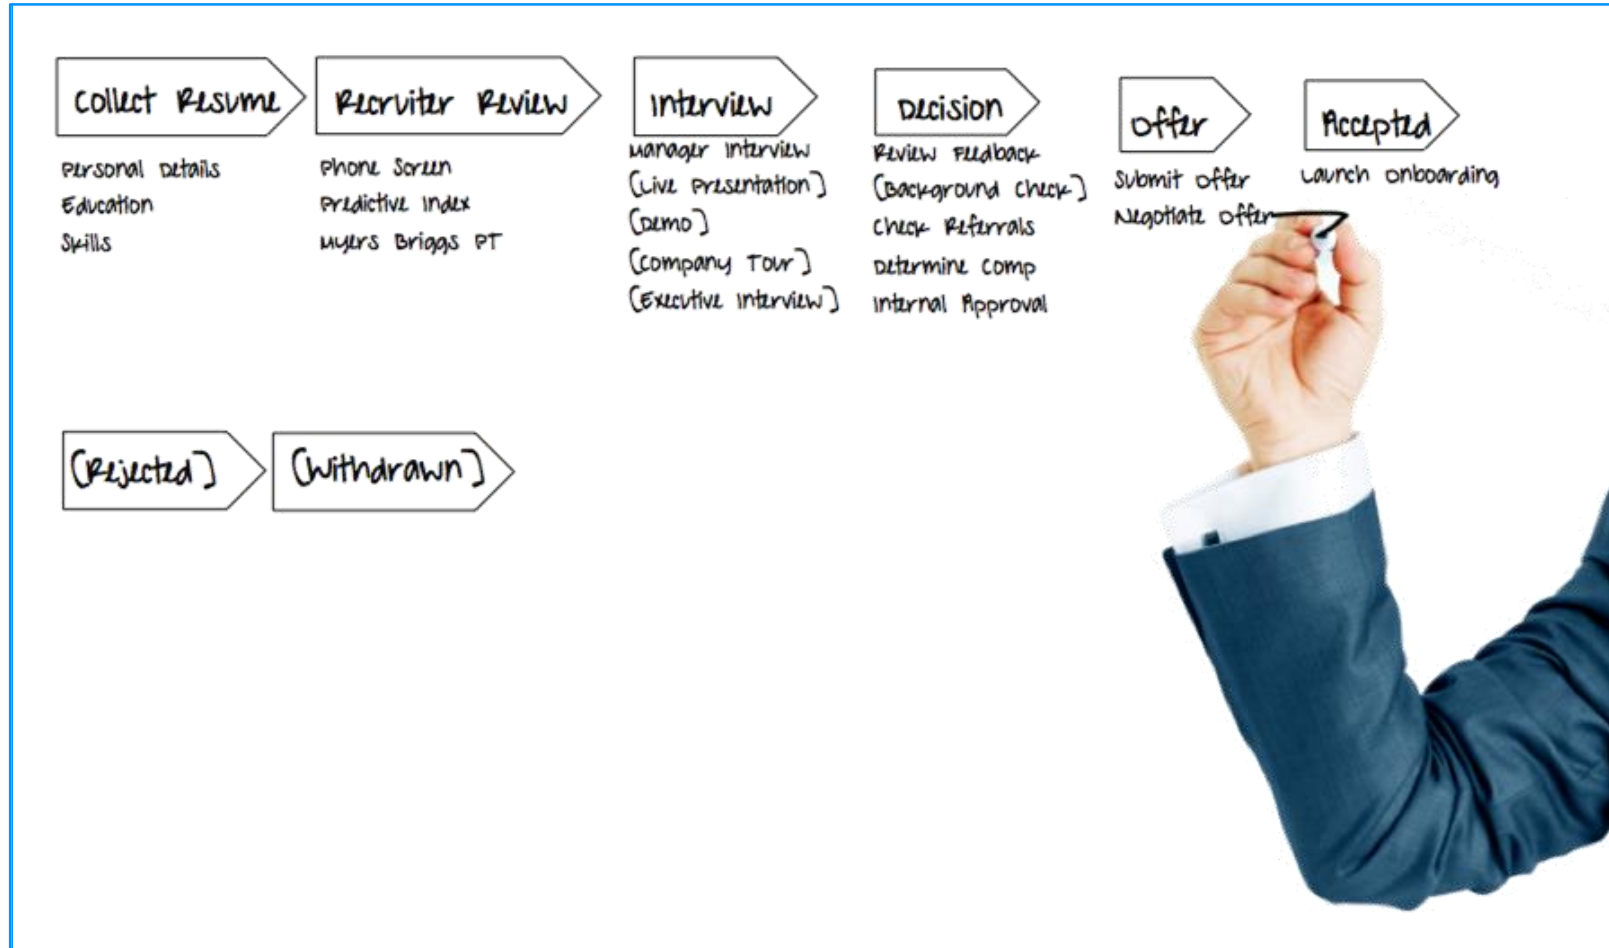 Collect Resume
Personal Details
Education
Skills
Recruiter Review
Phone Screen
Predictive Index
Myers Briggs PT
Interview
Manager Interview
[Live Presentation]
[Demo]
[Company Tour]
[Executive Interview]
Decision
Review Feedback
[Background Check]
Check Referrals
Determine Comp
Internal Approval
Offer
Submit Offer
Negotiate Offer
Accepted
Launch Onboarding
[Rejected]
[Withdrawn]